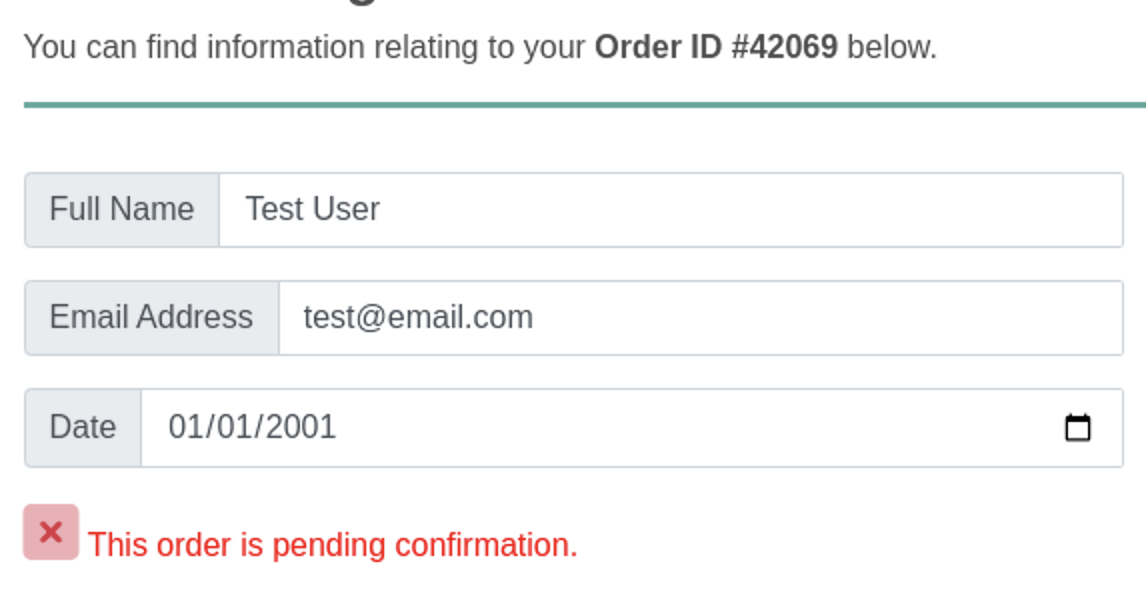 You can find information relating to your Order ID #42069 below.
Full Name Test User
Email Address test@email.com
Date 01/01/2001
This order is pending confirmation.